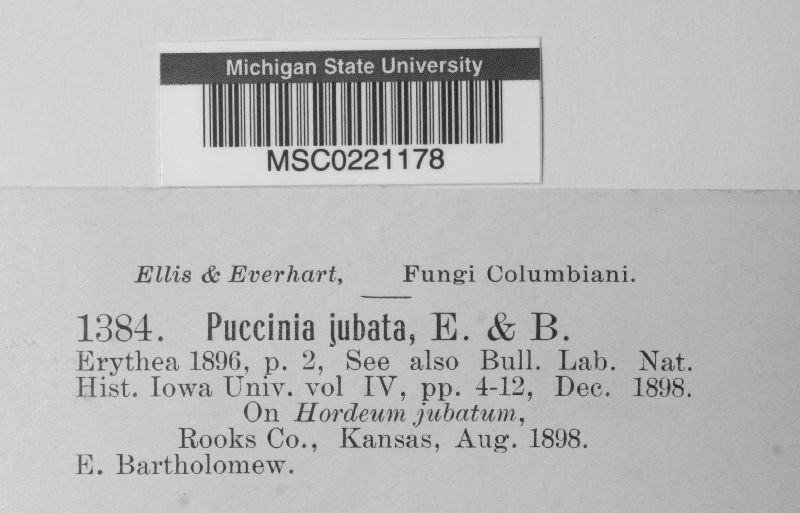 Michigan State University
MSC0221178
Ellis & Everhart, Fungi Columbiani.
1384. Puccinia jubata, E. & B.
Erythea 1896, p. 2, See also Bull. Lab. Nat.
Hist. Iowa Univ. vol IV, pp. 4-12, Dec. 1898.
On Hordeum jubatum,
Rooks Co., Kansas, Aug. 1898.
E. Bartholomew.